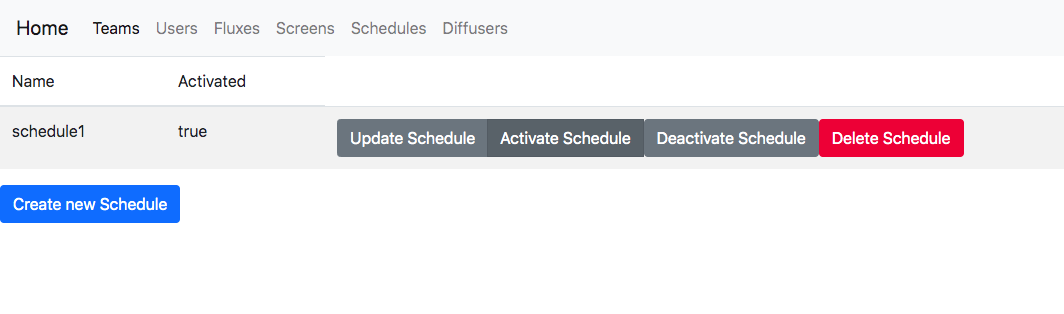 Home Teams Users Fluxes Screens Schedules Diffusers
Name Activated
schedule1 true Update Schedule Activate Schedule Deactivate Schedule Delete Schedule
Create new Schedule